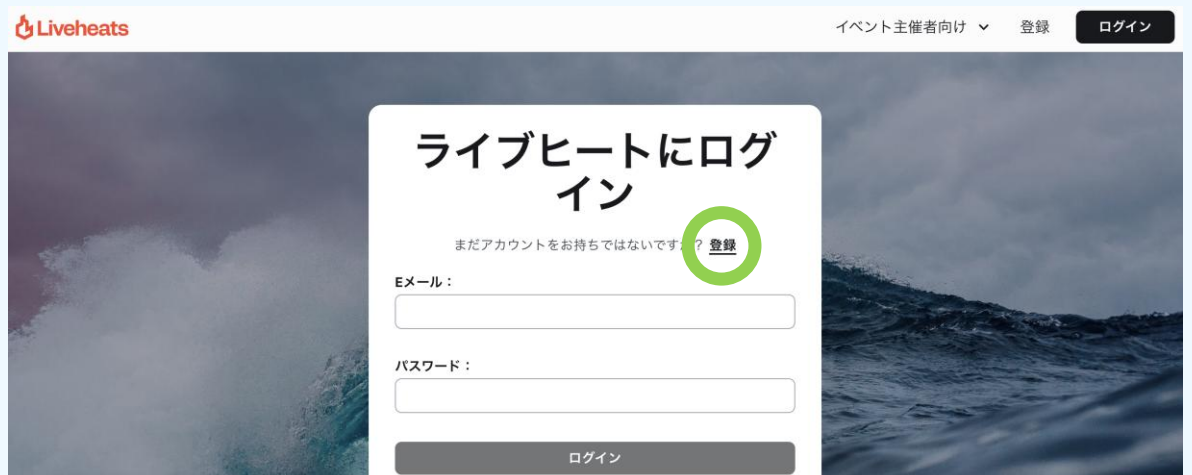 Liveheats
イベント主催者向け
登録
ログイン
ライブヒートにログ
イン
まだアカウントをお持ちではないですか？ 登録
Eメール：
パスワード：
ログイン